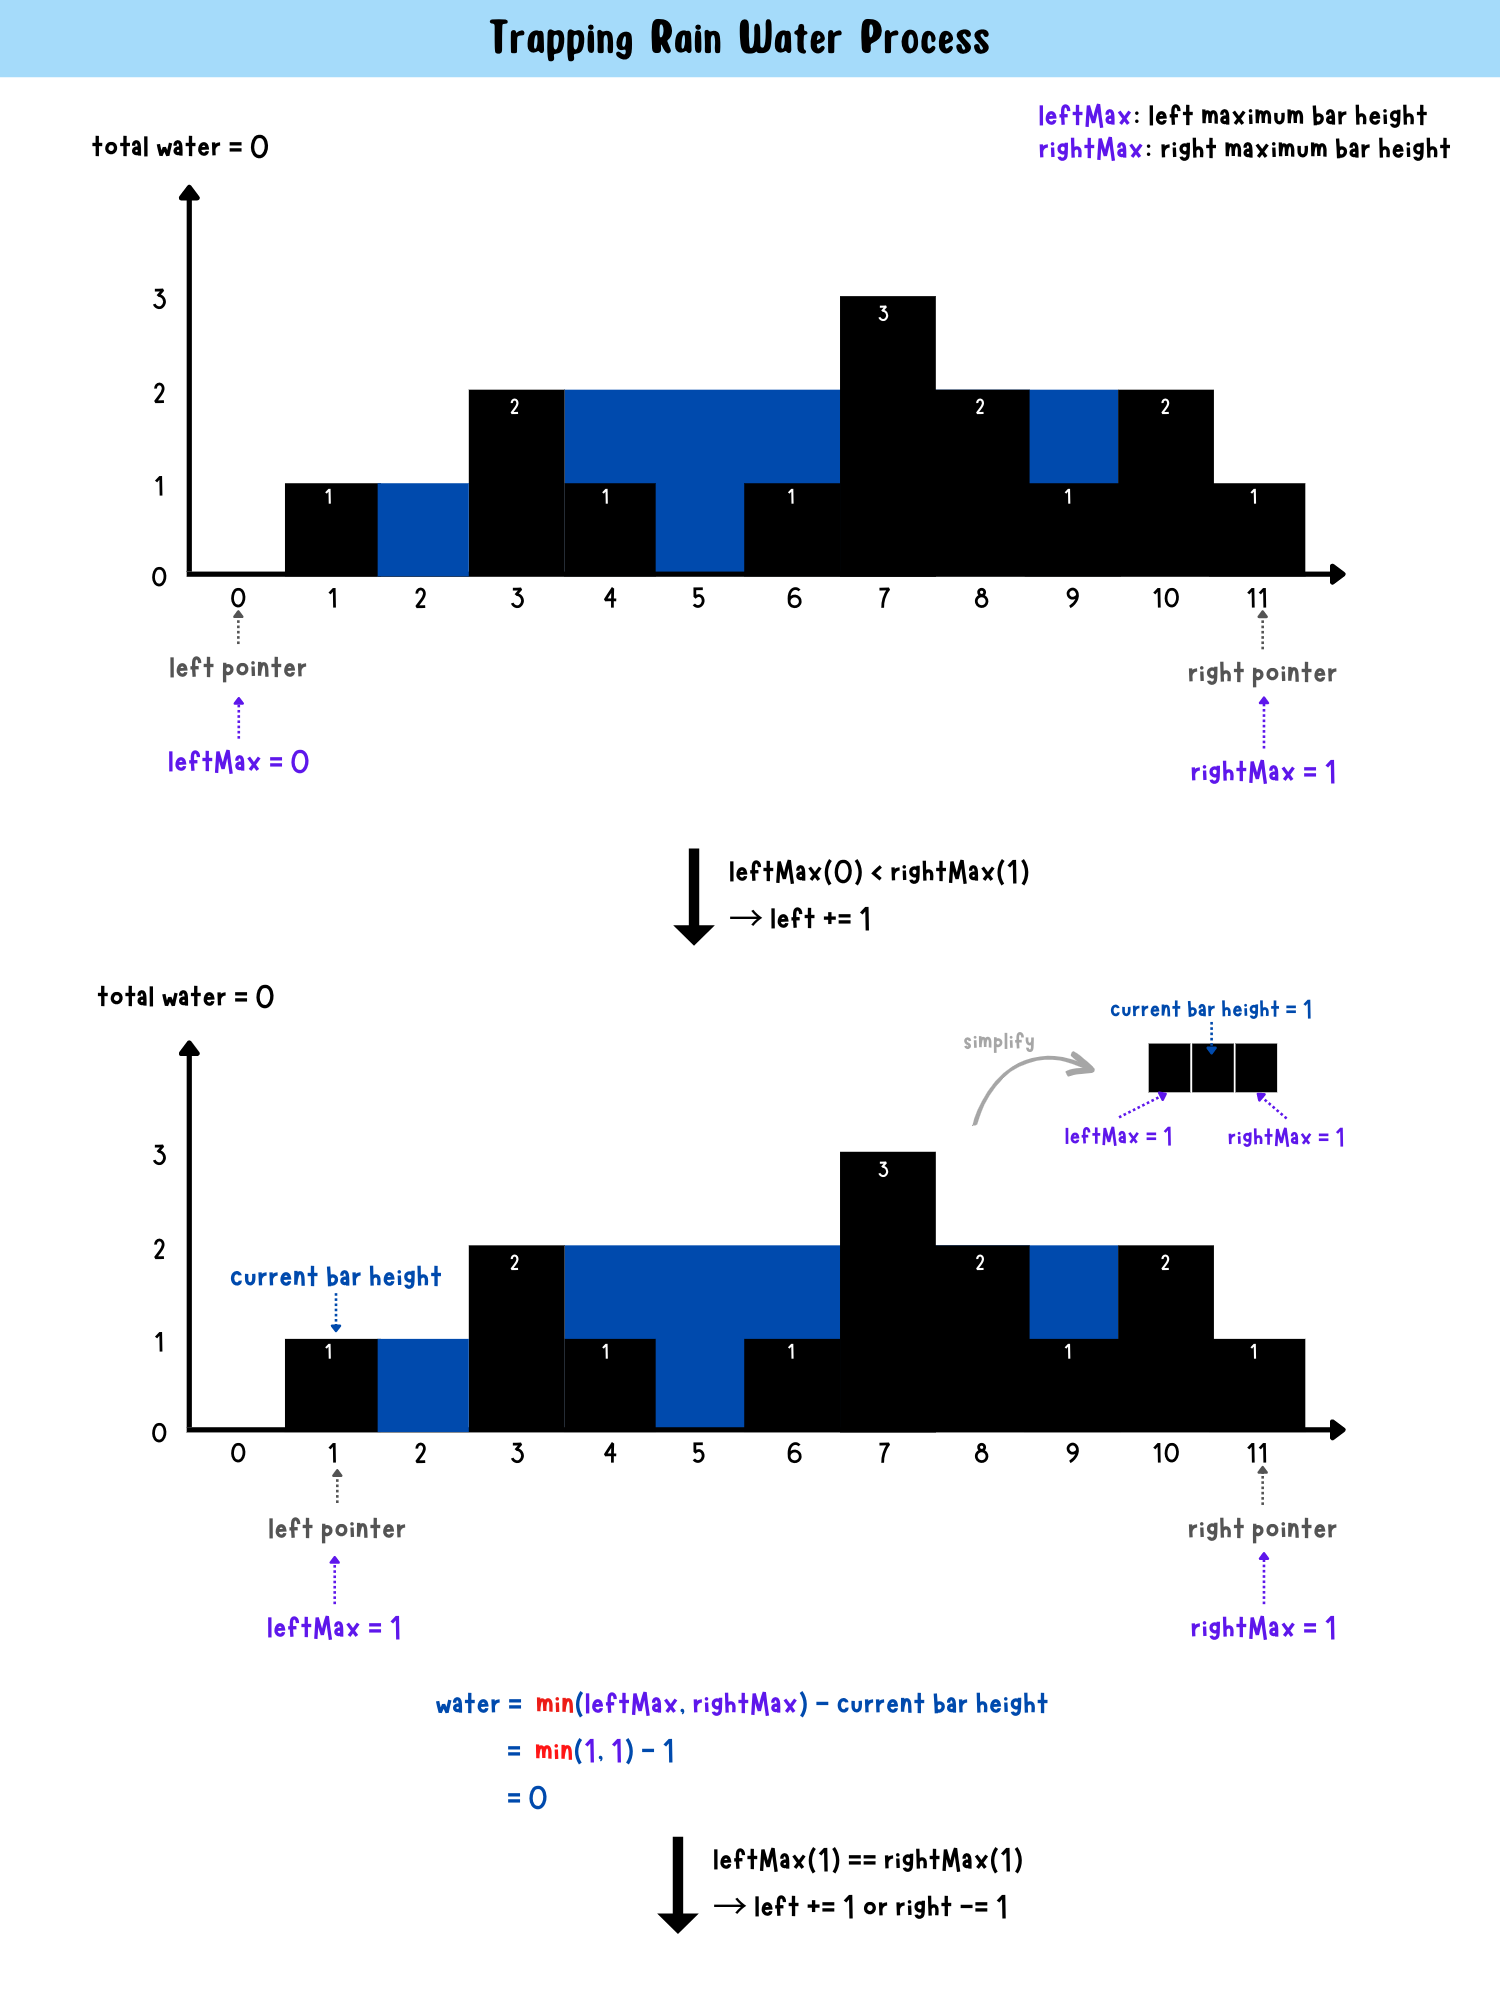 Trapping Rain Water Process
leftMax: left maximum bar height
rightMax: right maximum bar height
total water = 0
3
3
2
2
2
2
1
1
1
1
1
1
0
0 1 2 3 4 5 6 7 8 9 10 11
left pointer
right pointer
leftMax = 0
rightMax = 1
leftMax(0) < rightMax(1)
→ left += 1
total water = 0
current bar height = 1
simplify
leftMax = 1
rightMax = 1
3
3
2
2
2
2
current bar height
1
1
1
1
1
1
0
0 1 2 3 4 5 6 7 8 9 10 11
left pointer
right pointer
leftMax = 1
rightMax = 1
water = min(leftMax, rightMax) - current bar height
= min(1, 1) - 1
= 0
leftMax(1) == rightMax(1)
→ left += 1 or right -= 1